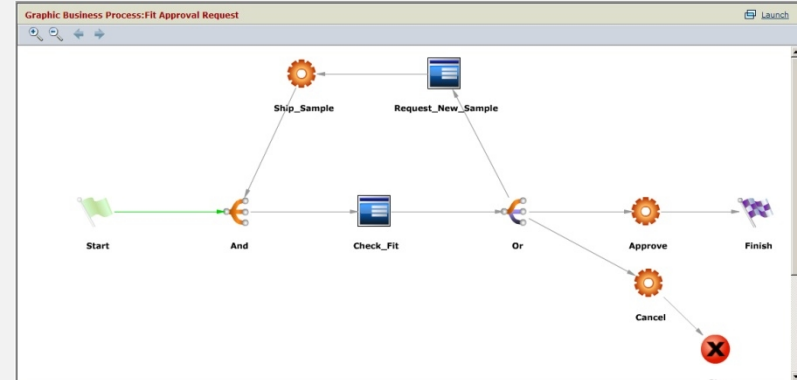 Graphic Business Process:Fit Approval Request
Launch
Ship_Sample
Request_New_Sample
Start
And
Check_Fit
Or
Approve
Finish
Cancel